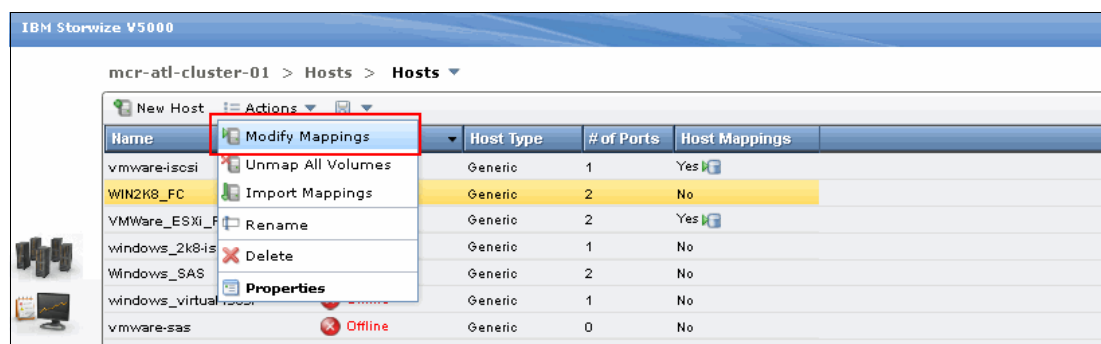 IBM Storwize V5000
mcr-atl-cluster-01 > Hosts > Hosts
New Host Actions
Name Host Type # of Ports Host Mappings
Modify Mappings
Unmap All Volumes
Import Mappings
Rename
Delete
Properties
vmware-iscsi Generic 1 Yes
WIN2K8_FC Generic 2 No
VMWare_ESXi_F Generic 2 Yes
windows_2k8-is Generic 1 No
Windows_SAS Generic 2 No
windows_virtual Generic 1 No
vmware-sas Offline Generic 0 No